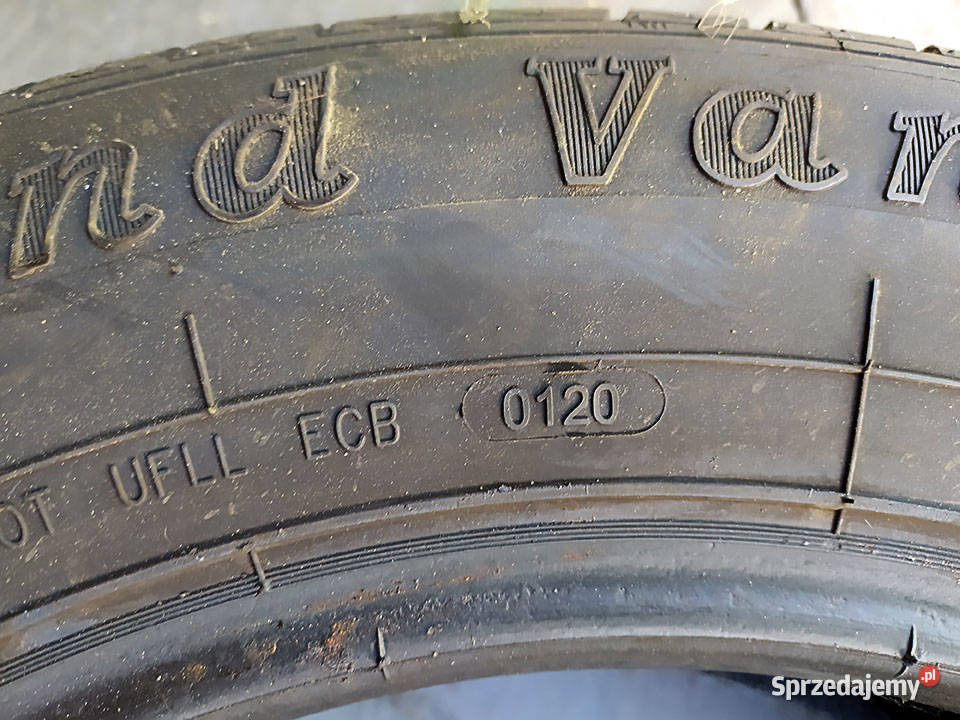 nd Var
OT UFLL ECB 0120
Sprzedajemy.pl